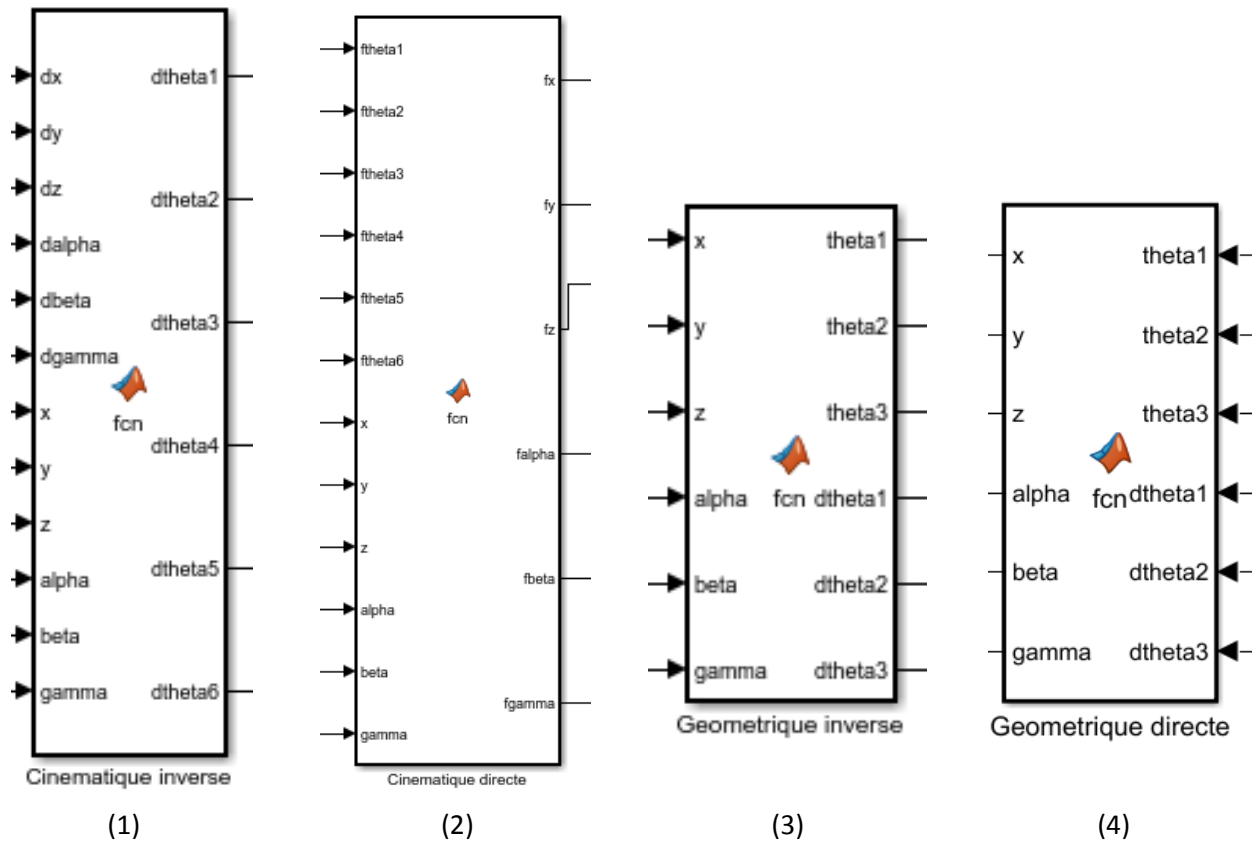 dx dtheta1
dy
dz dtheta2
dalpha
dbeta dtheta3
dgamma
x
fcn
y dtheta4
z
alpha dtheta5
beta
gamma dtheta6
Cinematique inverse
(1)
ftheta1
fx
ftheta2
ftheta3
fy
ftheta4
ftheta5
fz
ftheta6
fcn
x
falpha
y
z
fbeta
alpha
beta
fgamma
gamma
Cinematique directe
(2)
x theta1
y theta2
z theta3
alpha fcn dtheta1
beta dtheta2
gamma dtheta3
Geometrique inverse
(3)
x theta1
y theta2
z theta3
alpha fcn dtheta1
beta dtheta2
gamma dtheta3
Geometrique directe
(4)